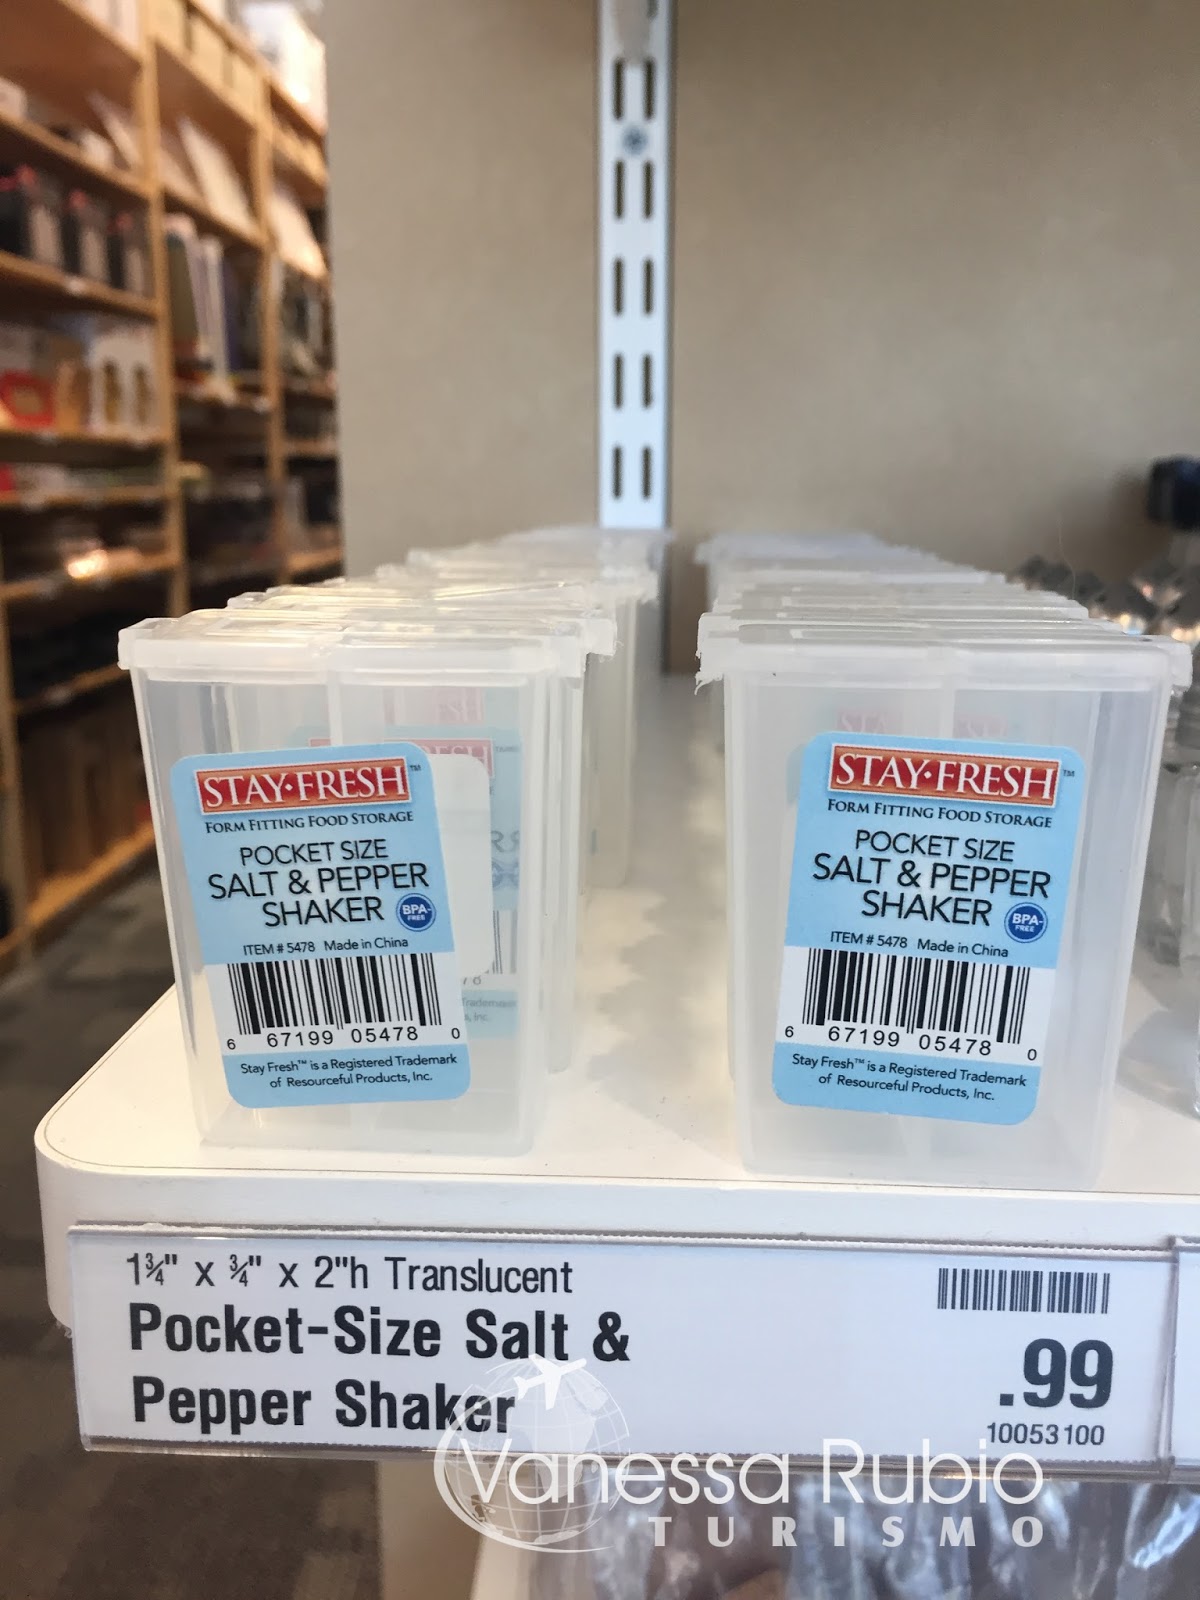 STAY·FRESH™
FORM FITTING FOOD STORAGE
POCKET SIZE
SALT & PEPPER
SHAKER
BPA-
FREE
ITEM # 5478 Made in China
6 67199 05478 0
Stay Fresh™ is a Registered Trademark
of Resourceful Products, Inc.
STAY·FRESH™
FORM FITTING FOOD STORAGE
POCKET SIZE
SALT & PEPPER
SHAKER
BPA-
FREE
ITEM # 5478 Made in China
6 67199 05478 0
Stay Fresh™ is a Registered Trademark
of Resourceful Products, Inc.
1¾" x ¾" x 2"h Translucent
Pocket-Size Salt &
Pepper Shaker
.99
10053100
Vanessa Rubio
TURISMO